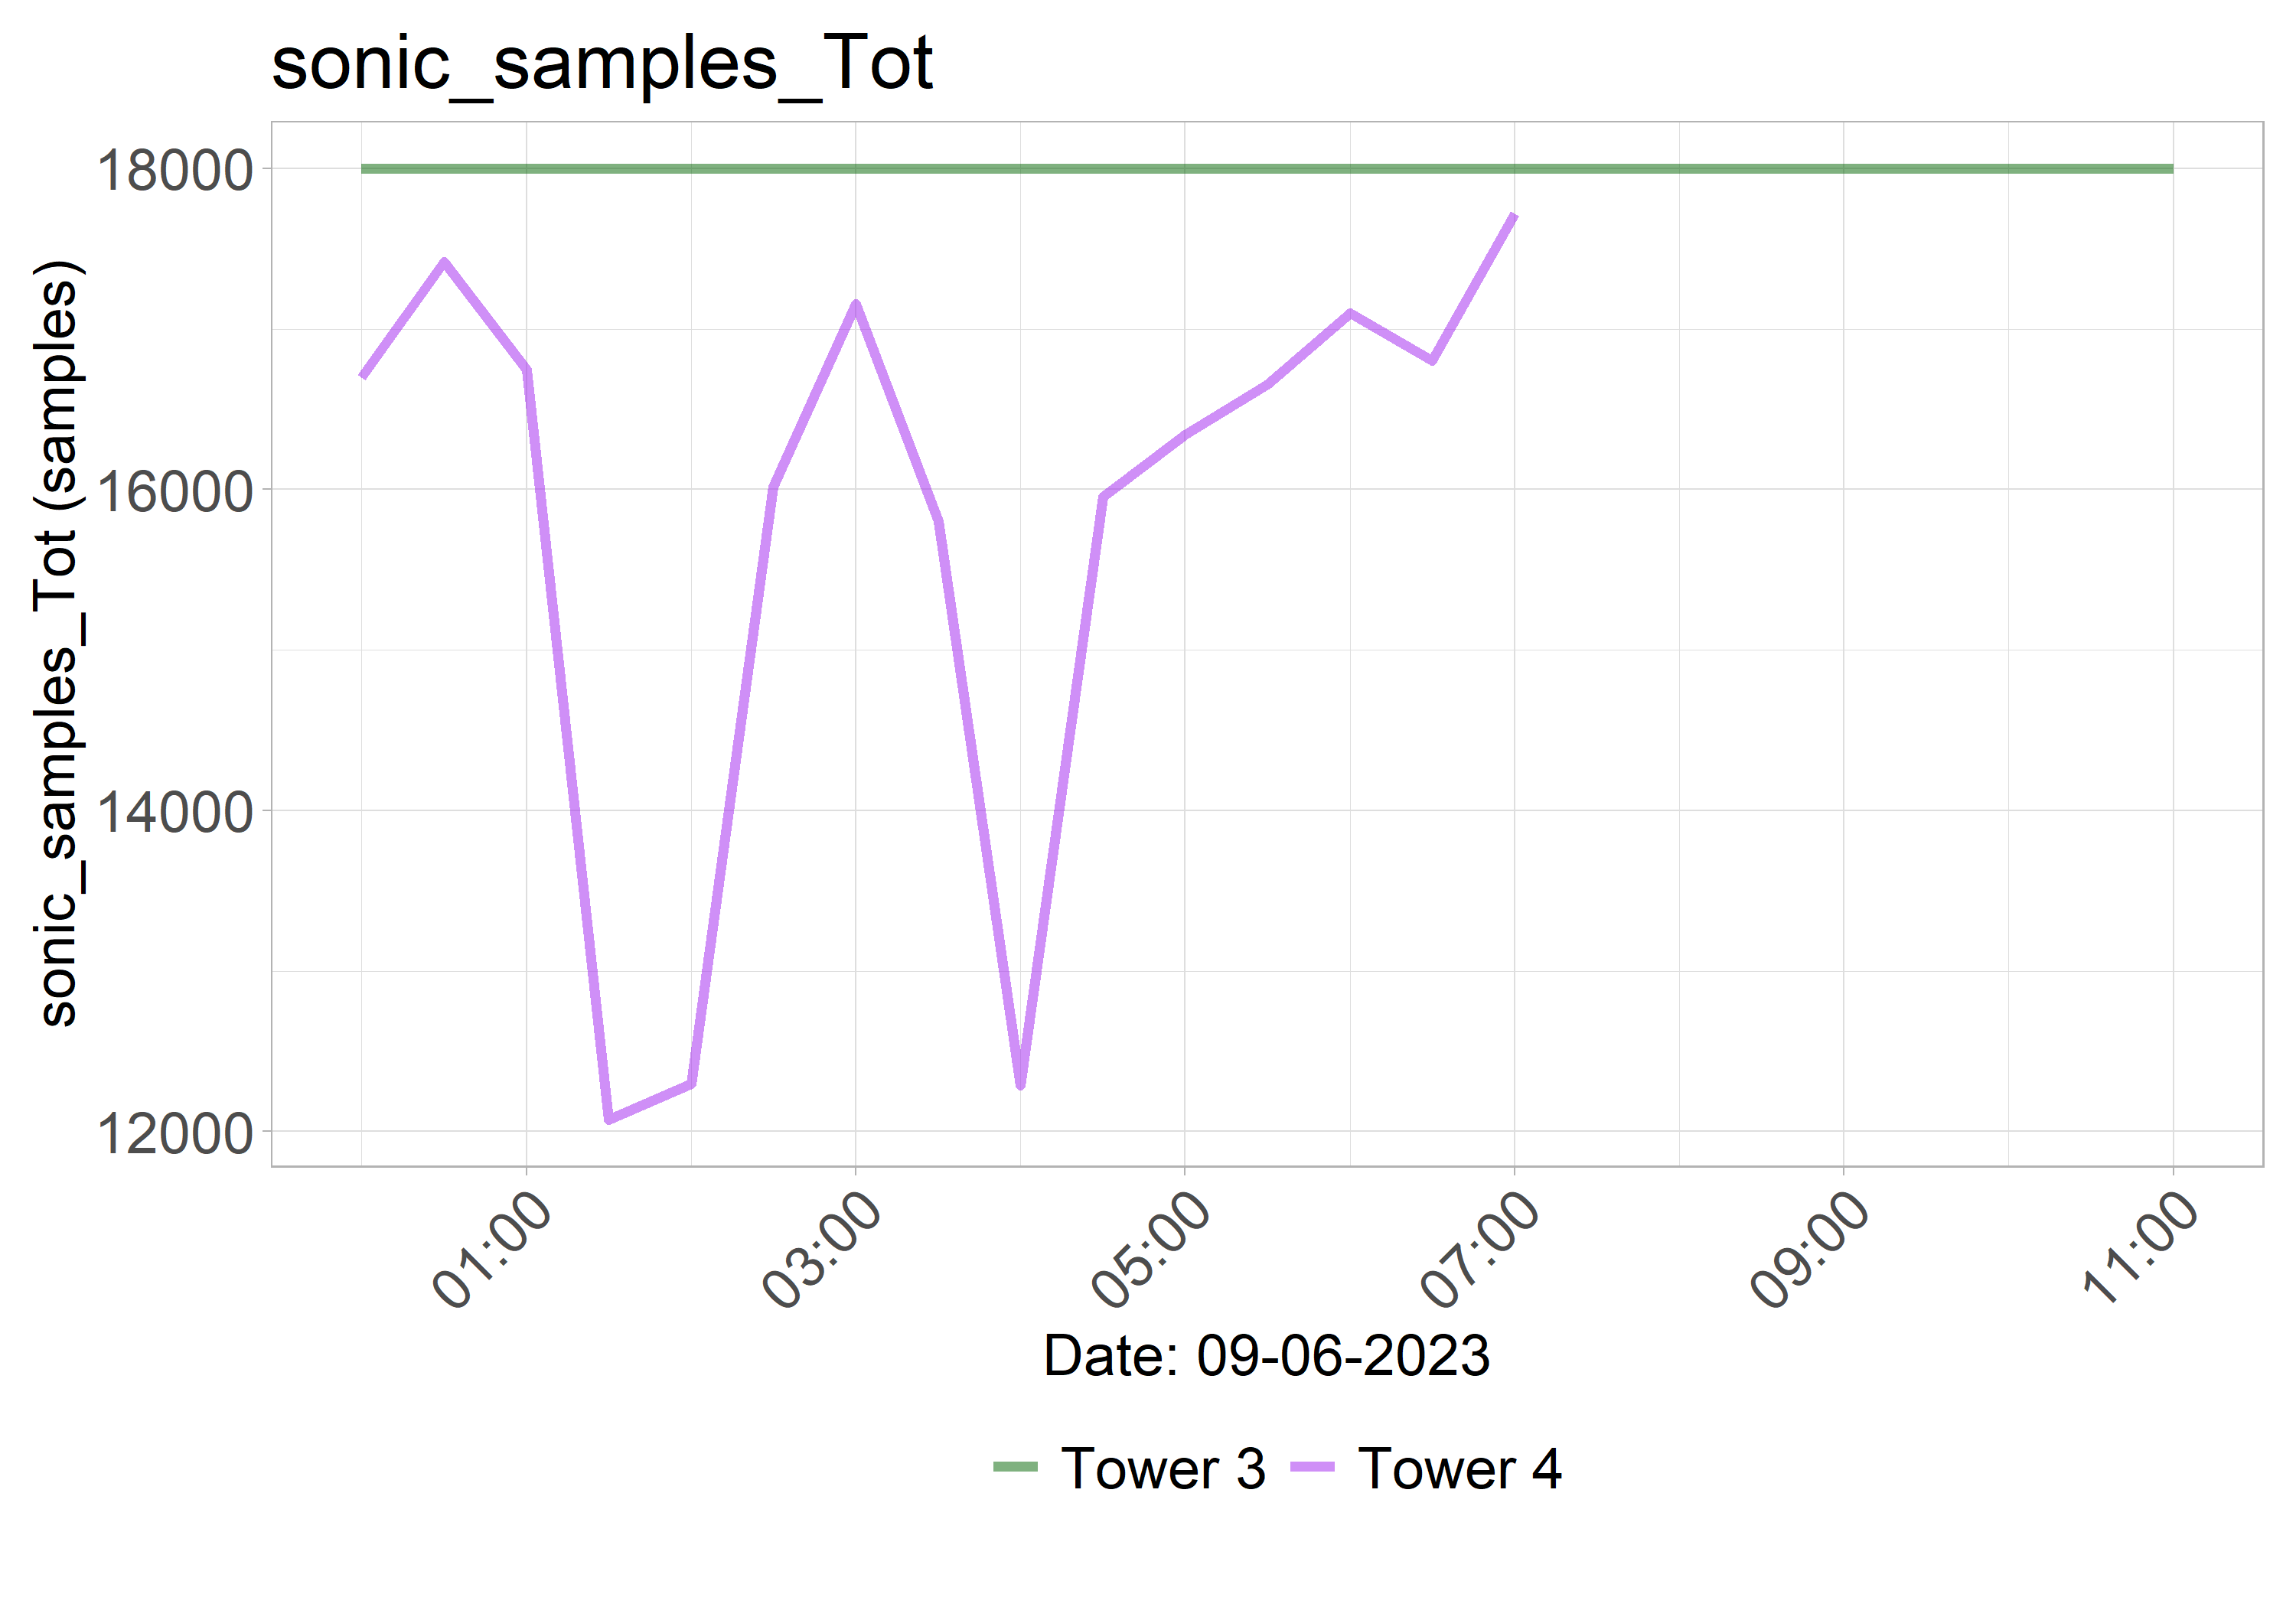 sonic_samples_Tot
sonic_samples_Tot (samples)
18000
16000
14000
12000
01:00
03:00
05:00
07:00
09:00
11:00
Date: 09-06-2023
Tower 3
Tower 4